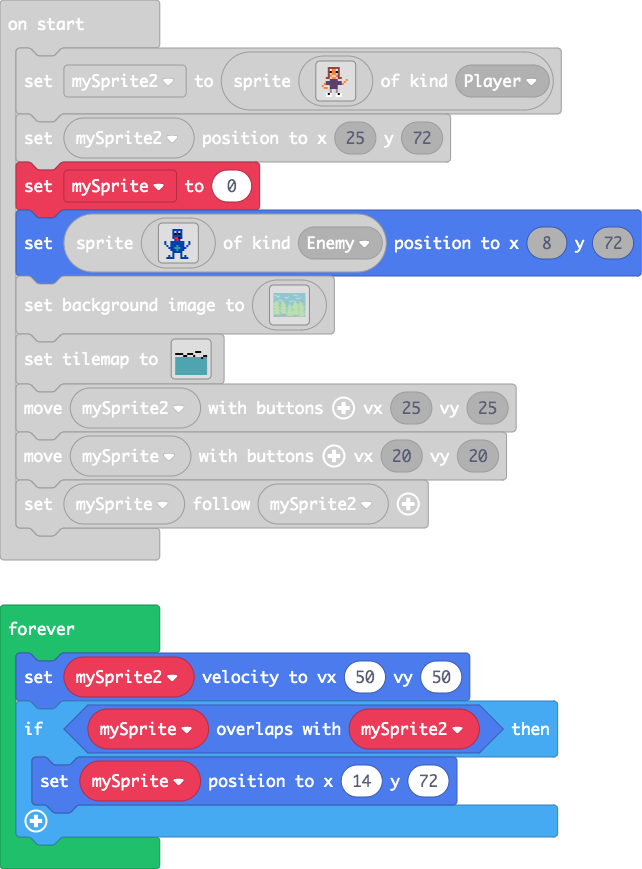 on start
set mySprite2 to sprite of kind Player
set mySprite2 position to x 25 y 72
set mySprite to 0
set sprite of kind Enemy position to x 8 y 72
set background image to
set tilemap to
move mySprite2 with buttons vx 25 vy 25
move mySprite with buttons vx 20 vy 20
set mySprite follow mySprite2
forever
set mySprite2 velocity to vx 50 vy 50
if mySprite overlaps with mySprite2 then
set mySprite position to x 14 y 72